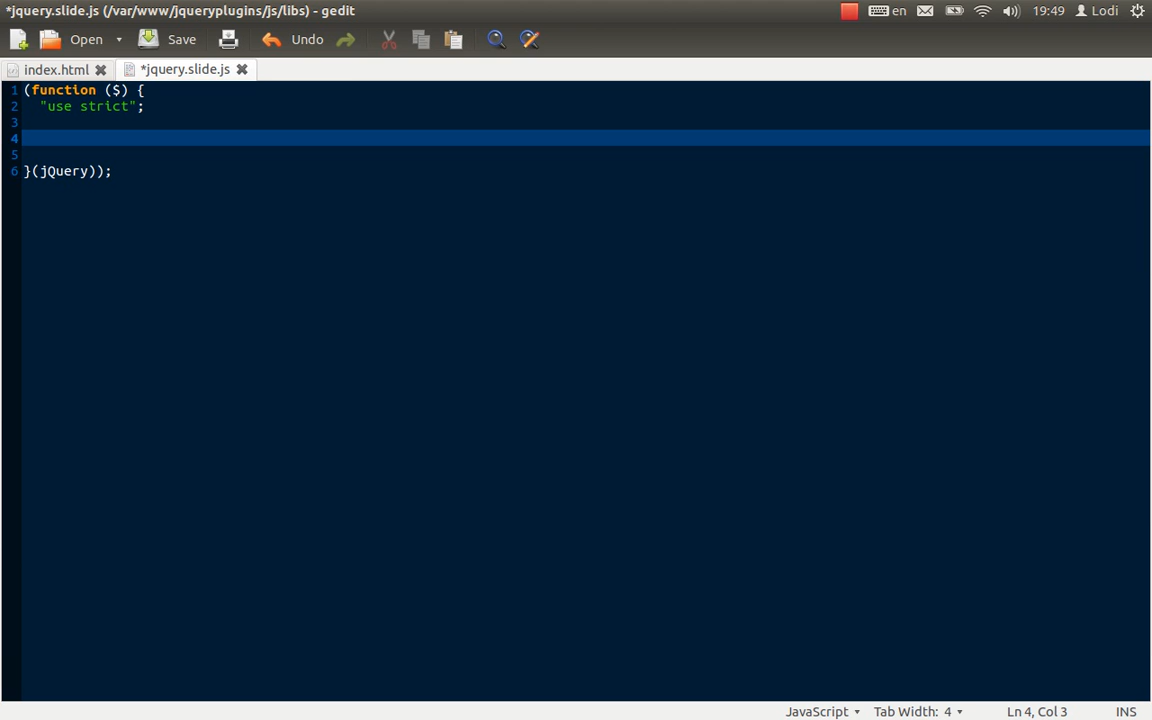 *jquery.slide.js (/var/www/jqueryplugins/js/libs) - gedit
en 19:49 Lodi
Open Save Undo
index.html *jquery.slide.js
1 (function ($) {
2 "use strict";
3
4
5
6 }(jQuery));
JavaScript Tab Width: 4 Ln 4, Col 3 INS